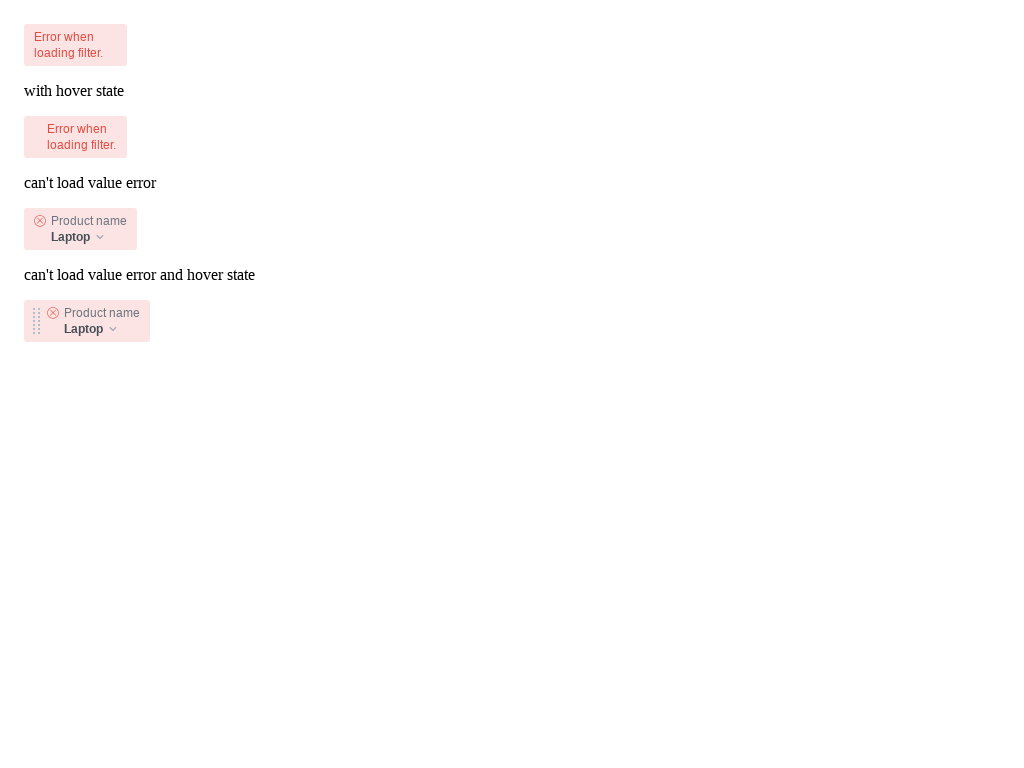 Error when
loading filter.
with hover state
Error when
loading filter.
can't load value error
Product name
Laptop
can't load value error and hover state
Product name
Laptop